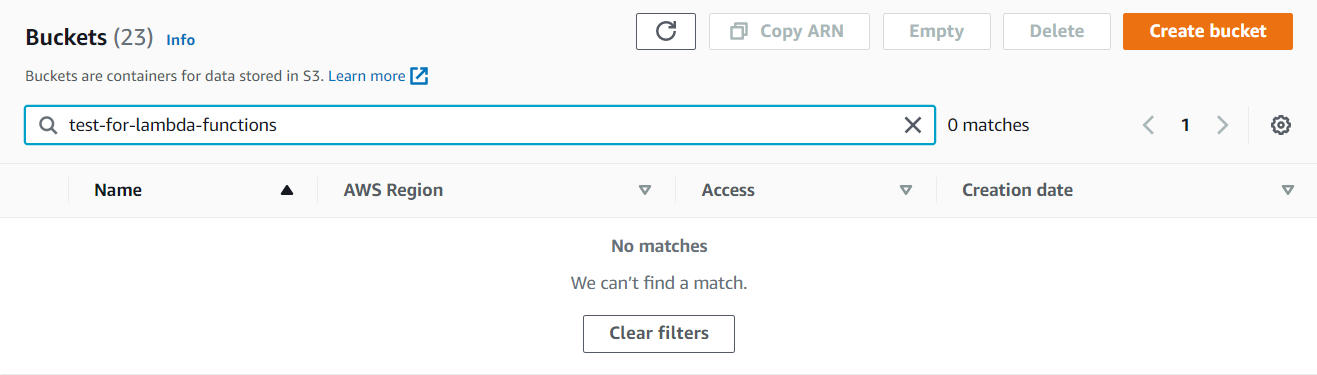 Buckets (23) Info
Copy ARN
Empty
Delete
Create bucket
Buckets are containers for data stored in S3. Learn more
test-for-lambda-functions
0 matches
1
Name
AWS Region
Access
Creation date
No matches
We can't find a match.
Clear filters